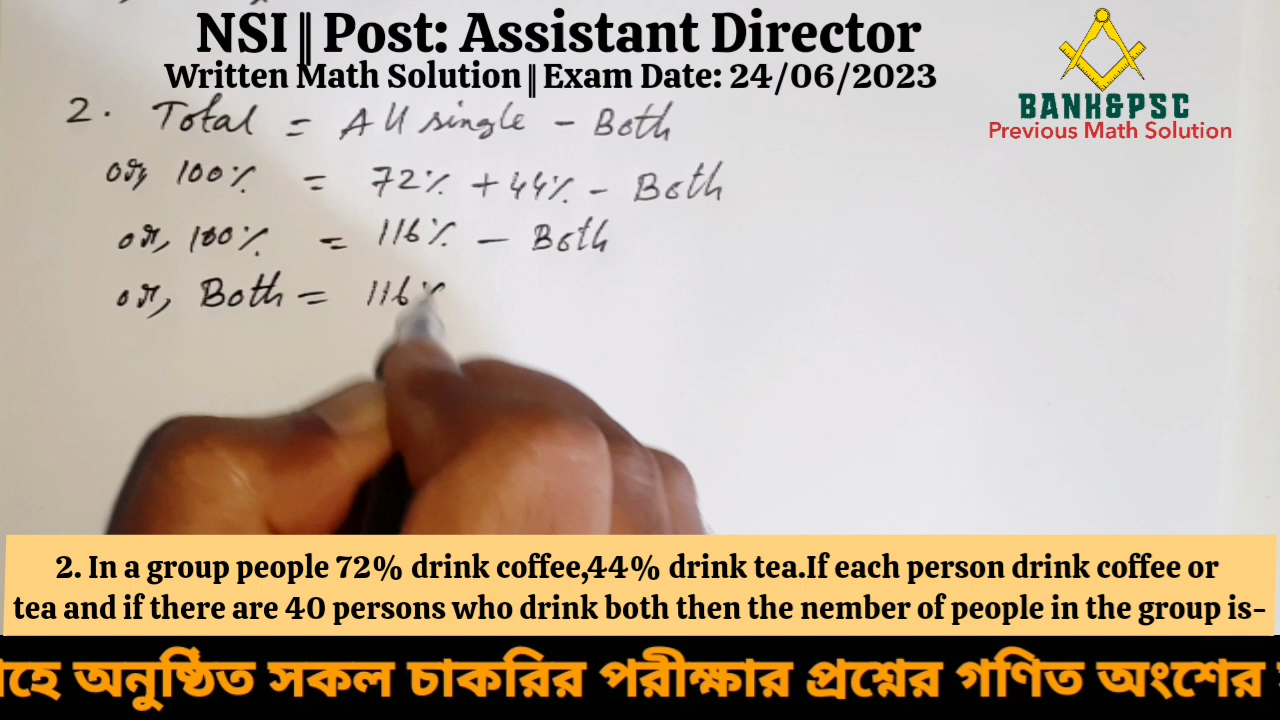 NSI || Post: Assistant Director
Written Math Solution || Exam Date: 24/06/2023
BANK&PSC
Previous Math Solution
2. Total = All single - Both
or, 100% = 72% + 44% - Both
or, 100% = 116% - Both
or, Both = 116%
2. In a group people 72% drink coffee,44% drink tea.If each person drink coffee or
tea and if there are 40 persons who drink both then the nember of people in the group is-
অনুষ্ঠিত সকল চাকরির পরীক্ষার প্রশ্নের গণিত অংশের